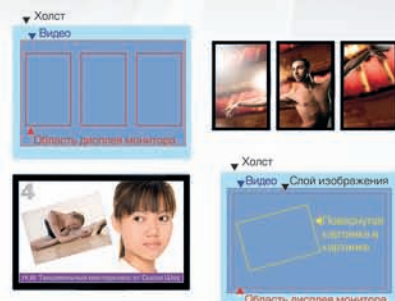 Холст
Видео
Область дисплея монитора
4
Холст
Видео Слой изображения
Повернутая
картинка в
картинке
Область дисплея монитора